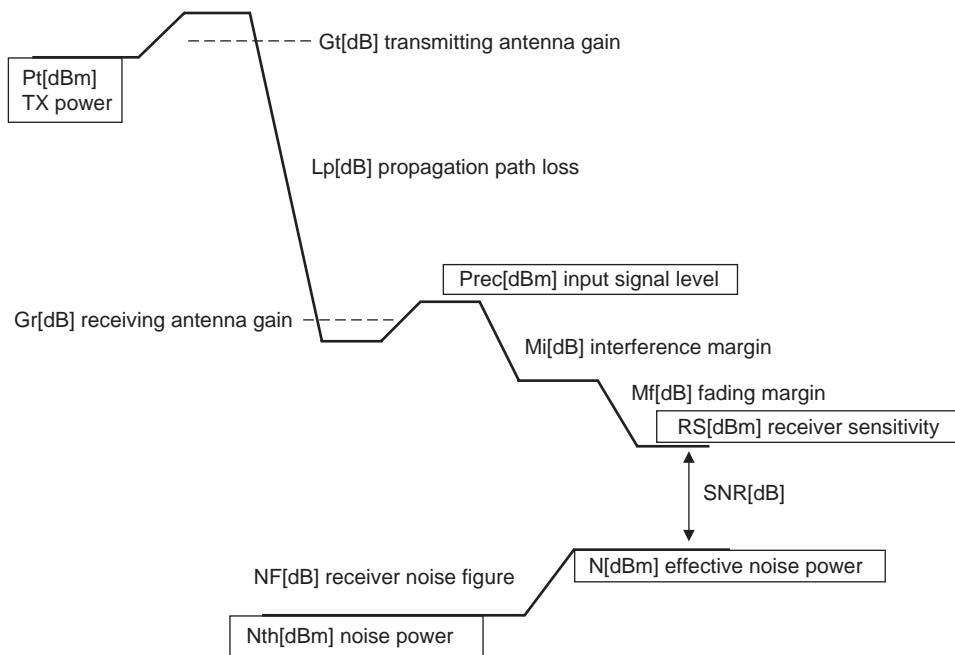 Gt[dB] transmitting antenna gain
Pt[dBm]
TX power
Lp[dB] propagation path loss
Prec[dBm] input signal level
Gr[dB] receiving antenna gain
Mi[dB] interference margin
Mf[dB] fading margin
RS[dBm] receiver sensitivity
SNR[dB]
N[dBm] effective noise power
NF[dB] receiver noise figure
Nth[dBm] noise power